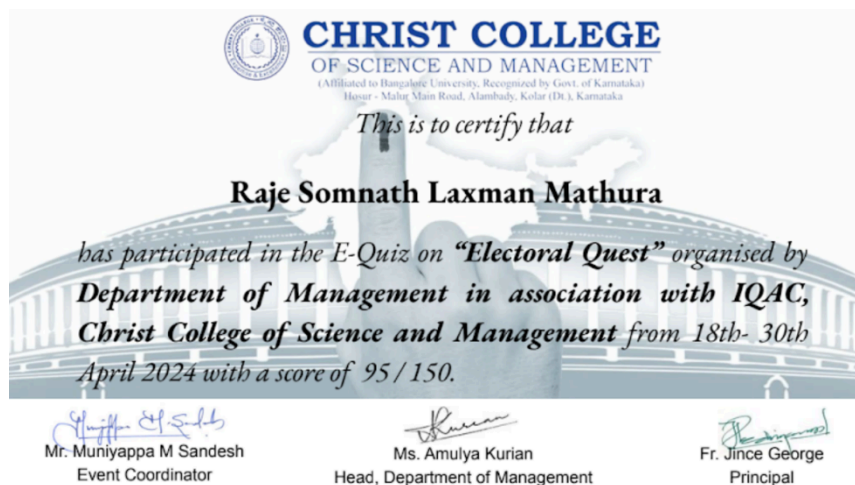 CHRIST COLLEGE
OF SCIENCE AND MANAGEMENT
(Affiliated to Bangalore University, Recognized by Govt. of Karnataka)
Hosur - Malur Main Road, Alambady, Kolar (Dt.), Karnataka
This is to certify that
Raje Somnath Laxman Mathura
has participated in the E-Quiz on “Electoral Quest” organised by
Department of Management in association with IQAC,
Christ College of Science and Management from 18th- 30th
April 2024 with a score of 95 / 150.
Mr. Muniyappa M Sandesh
Event Coordinator
Ms. Amulya Kurian
Head, Department of Management
Fr. Jince George
Principal